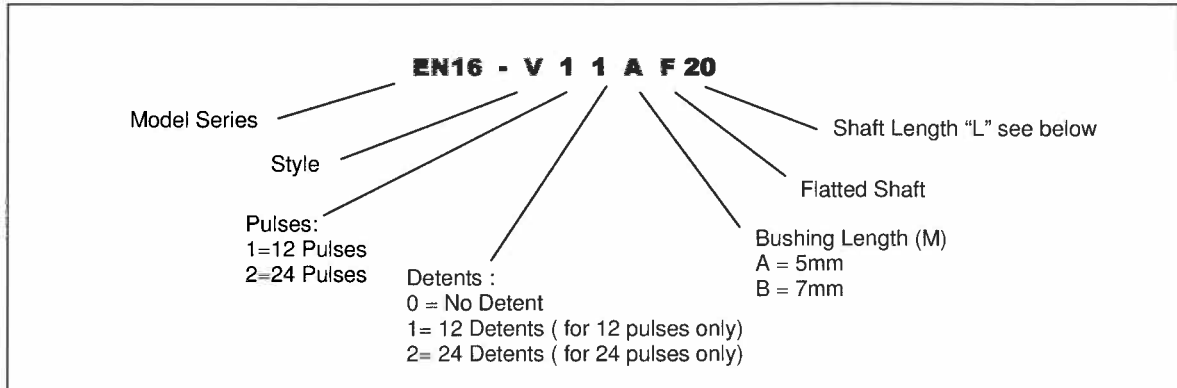 EN16 - V 1 1 A F 20
Model Series
Style
Pulses:
1=12 Pulses
2=24 Pulses
Detents :
0 = No Detent
1= 12 Detents ( for 12 pulses only)
2= 24 Detents ( for 24 pulses only)
Bushing Length (M)
A = 5mm
B = 7mm
Flatted Shaft
Shaft Length “L” see below